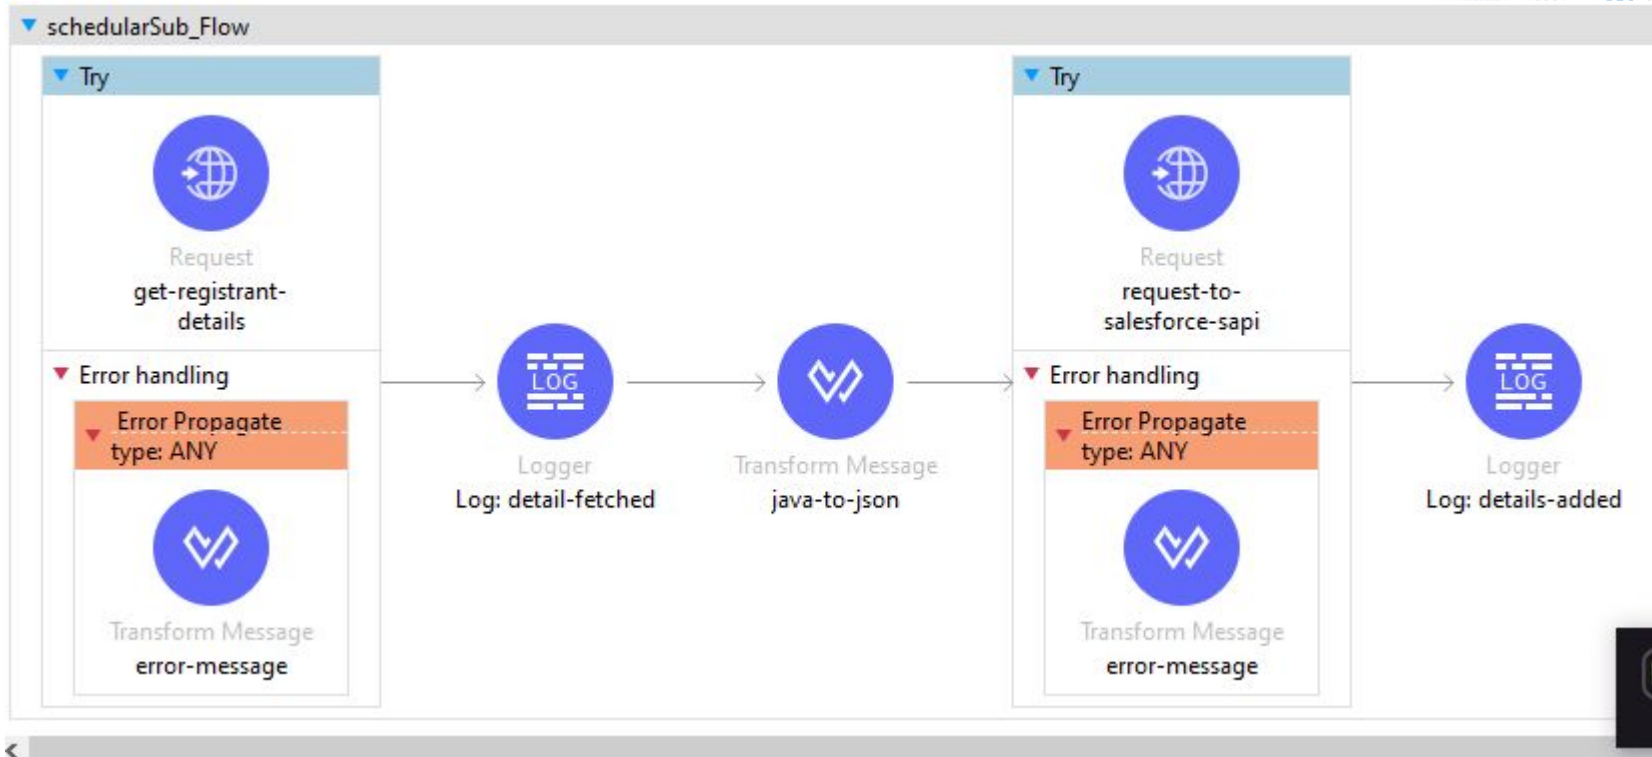 schedularSub_Flow
Try
Request
get-registrant-
details
Error handling
Error Propagate
type: ANY
Transform Message
error-message
LOG
Logger
Log: detail-fetched
Transform Message
java-to-json
Try
Request
request-to-
salesforce-sapi
Error handling
Error Propagate
type: ANY
Transform Message
error-message
LOG
Logger
Log: details-added